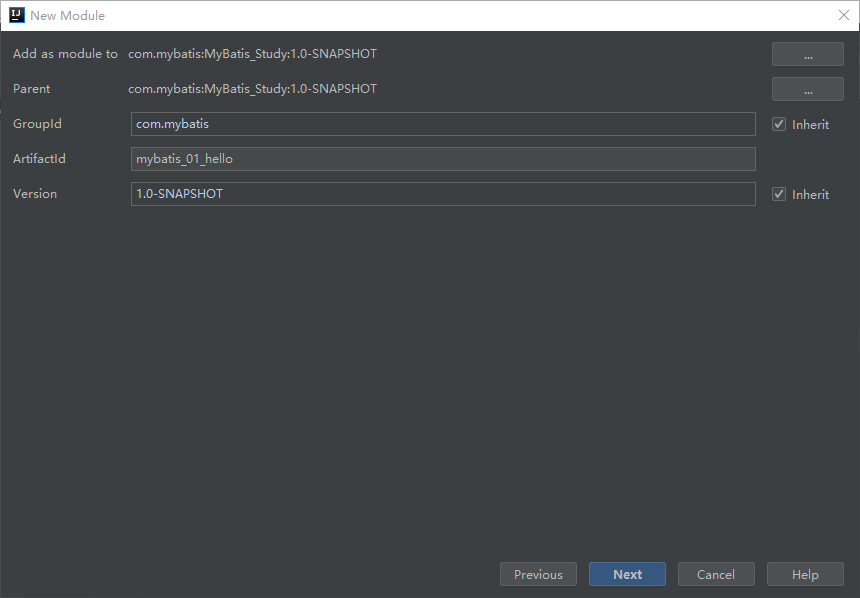 New Module
Add as module to com.mybatis:MyBatis_Study:1.0-SNAPSHOT ...
Parent com.mybatis:MyBatis_Study:1.0-SNAPSHOT ...
GroupId com.mybatis Inherit
ArtifactId mybatis_01_hello
Version 1.0-SNAPSHOT Inherit
Previous Next Cancel Help